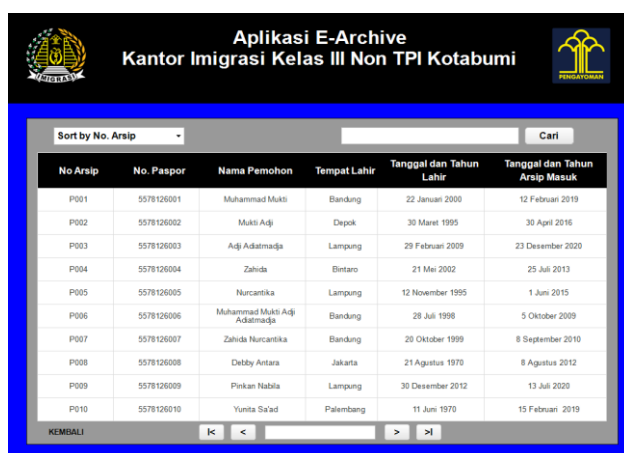 Aplikasi E-Archive
Kantor Imigrasi Kelas III Non TPI Kotabumi
IMIGRASI
PENGAYOMAN
Sort by No. Arsip
Cari
No Arsip No. Paspor Nama Pemohon Tempat Lahir Tanggal dan Tahun Lahir Tanggal dan Tahun Arsip Masuk
P001 5578126001 Muhammad Mukti Bandung 22 Januari 2000 12 Februari 2019
P002 5578126002 Mukti Adji Depok 30 Maret 1995 30 April 2016
P003 5578126003 Adji Adiatmadja Lampung 29 Februari 2009 23 Desember 2020
P004 5578126004 Zahida Bintaro 21 Mei 2002 25 Juli 2013
P005 5578126005 Nurcantika Lampung 12 November 1995 1 Juni 2015
P006 5578126006 Muhammad Mukti Adji Adiatmadja Bandung 28 Juli 1998 5 Oktober 2009
P007 5578126007 Zahida Nurcantika Bandung 20 Oktober 1999 8 September 2010
P008 5578126008 Debby Antara Jakarta 21 Agustus 1970 8 Agustus 2012
P009 5578126009 Pinkan Nabila Lampung 30 Desember 2012 13 Juli 2020
P010 5578126010 Yunita Sa'ad Palembang 11 Juni 1970 15 Februari 2019
KEMBALI |< < > >|